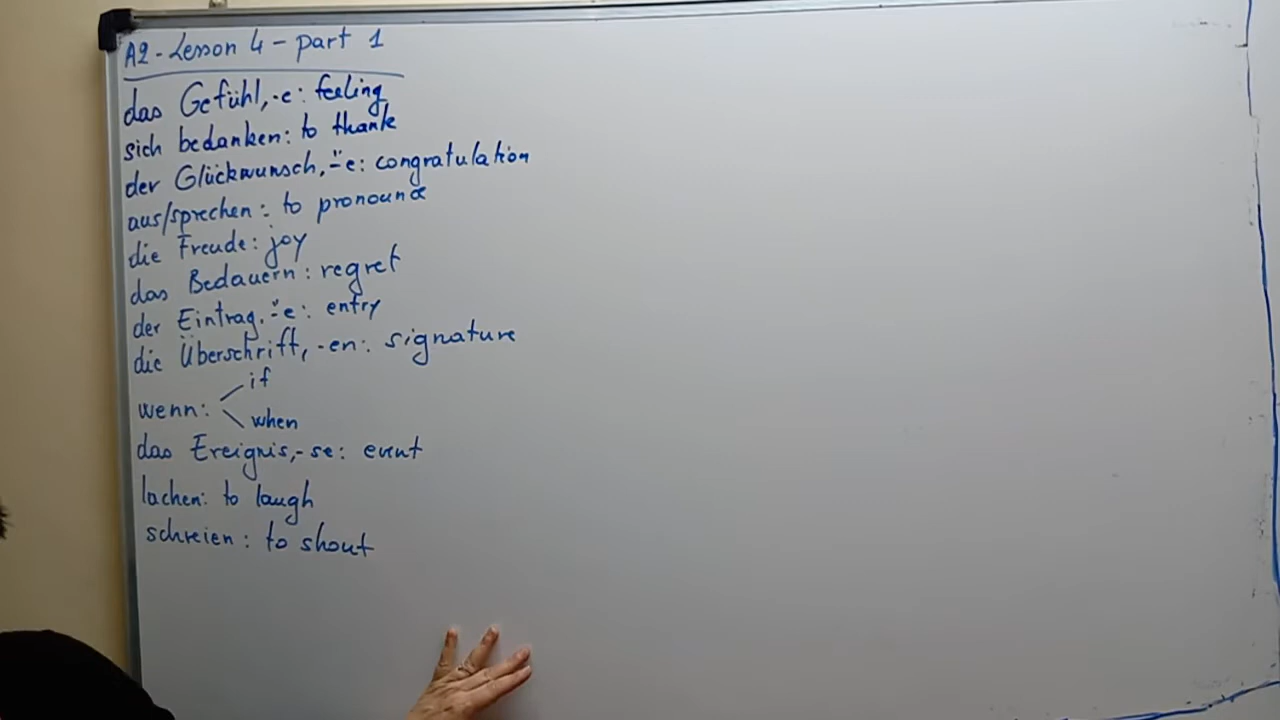 A2 - Lesson 4 - part 1
das Gefühl, -e: feeling
sich bedanken: to thank
der Glückwunsch, -̈e: congratulation
aus/sprechen: to pronounce
die Freude: joy
das Bedauern: regret
der Eintrag, -̈e: entry
die Überschrift, -en: signature
wenn: if
when
das Ereignis, -se: event
lachen: to laugh
schreien: to shout